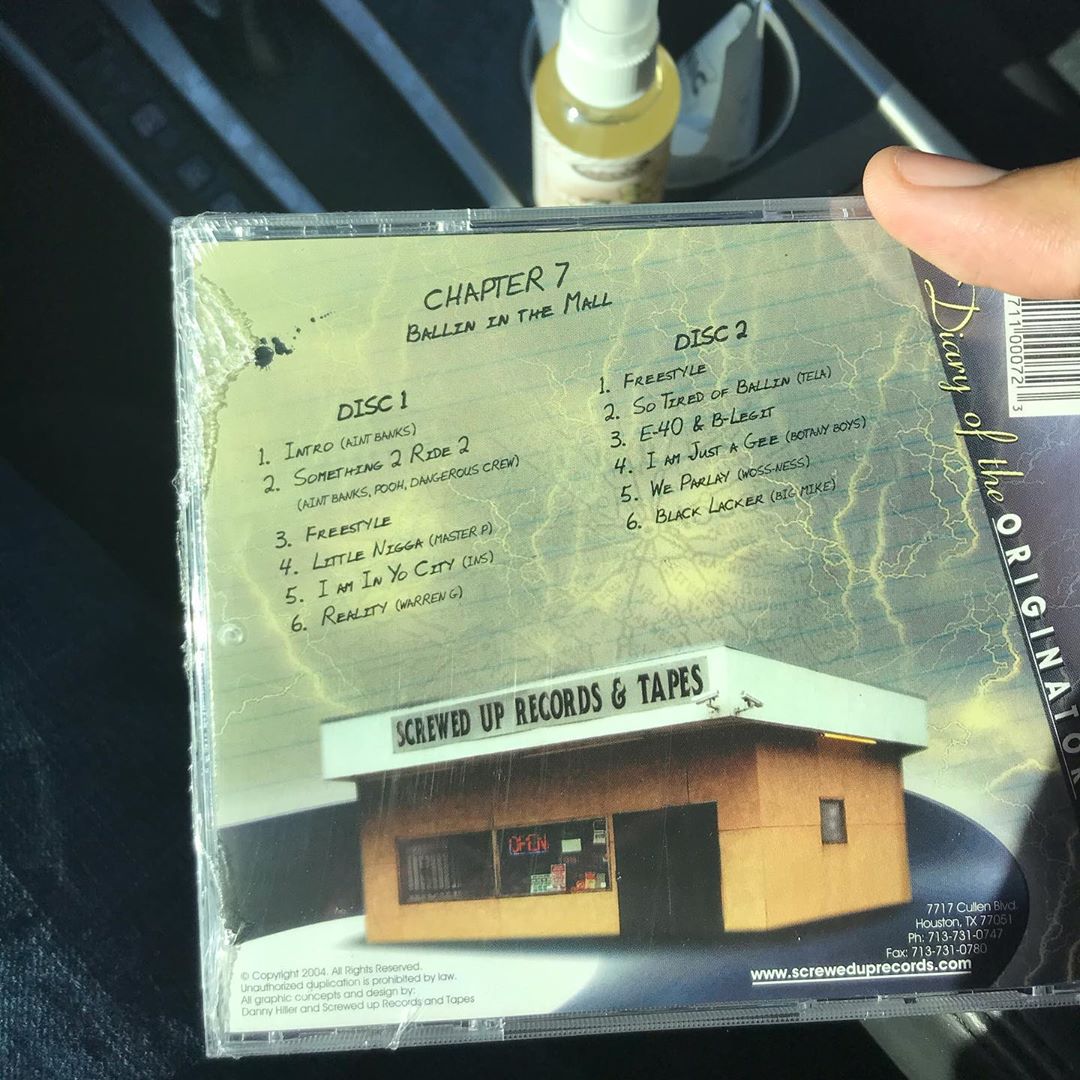 CHAPTER 7
BALLIN IN THE MALL
DISC 1
1. INTRO (AINT BANKS)
2. SOMETHING 2 RIDE 2
(AINT BANKS, POOH, DANGEROUS CREW)
3. FREESTYLE
4. LITTLE NIGGA (MASTER P)
5. I AM IN YO CITY (INS)
6. REALITY (WARREN G)
DISC 2
1. FREESTYLE
2. SO TIRED OF BALLIN (TELA)
3. E-40 & B-LEGIT
4. I AM JUST A GEE (BOTANY BOYS)
5. WE PARLAY (WOSS-NESS)
6. BLACK LACKER (BIG MIKE)
SCREWED UP RECORDS & TAPES
OPEN
7717 Cullen Blvd.
Houston, TX 77051
Ph: 713-731-0747
Fax: 713-731-0780
www.screweduprecords.com
© Copyright 2004. All Rights Reserved.
Unauthorized duplication is prohibited by law.
All graphic concepts and design by:
Danny Hiller and Screwed up Records and Tapes
Diary of the ORIGINATOR
711 00072 3